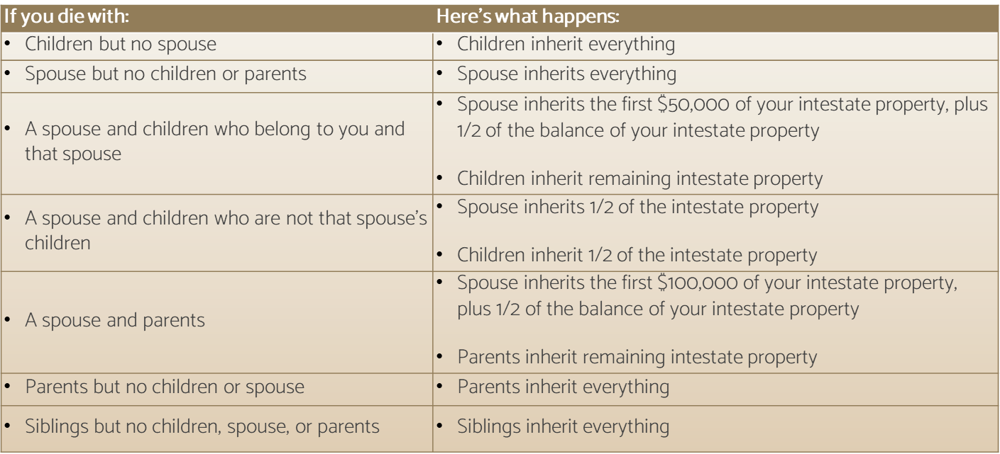 If you die with:
Here's what happens:
• Children but no spouse
• Children inherit everything
• Spouse but no children or parents
• Spouse inherits everything
• A spouse and children who belong to you and
that spouse
• Spouse inherits the first $50,000 of your intestate property, plus
1/2 of the balance of your intestate property
• Children inherit remaining intestate property
• A spouse and children who are not that spouse's
children
• Spouse inherits 1/2 of the intestate property
• Children inherit 1/2 of the intestate property
• A spouse and parents
• Spouse inherits the first $100,000 of your intestate property,
plus 1/2 of the balance of your intestate property
• Parents inherit remaining intestate property
• Parents but no children or spouse
• Parents inherit everything
• Siblings but no children, spouse, or parents
• Siblings inherit everything